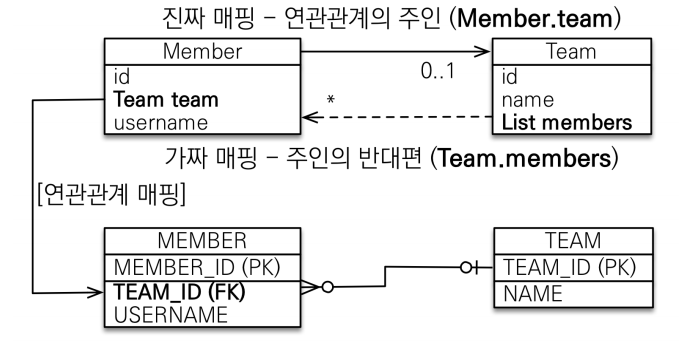 진짜 매핑 - 연관관계의 주인 (Member.team)
Member
id
Team team
username
0..1
*
Team
id
name
List members
가짜 매핑 - 주인의 반대편 (Team.members)
[연관관계 매핑]
MEMBER
MEMBER_ID (PK)
TEAM_ID (FK)
USERNAME
TEAM
TEAM_ID (PK)
NAME